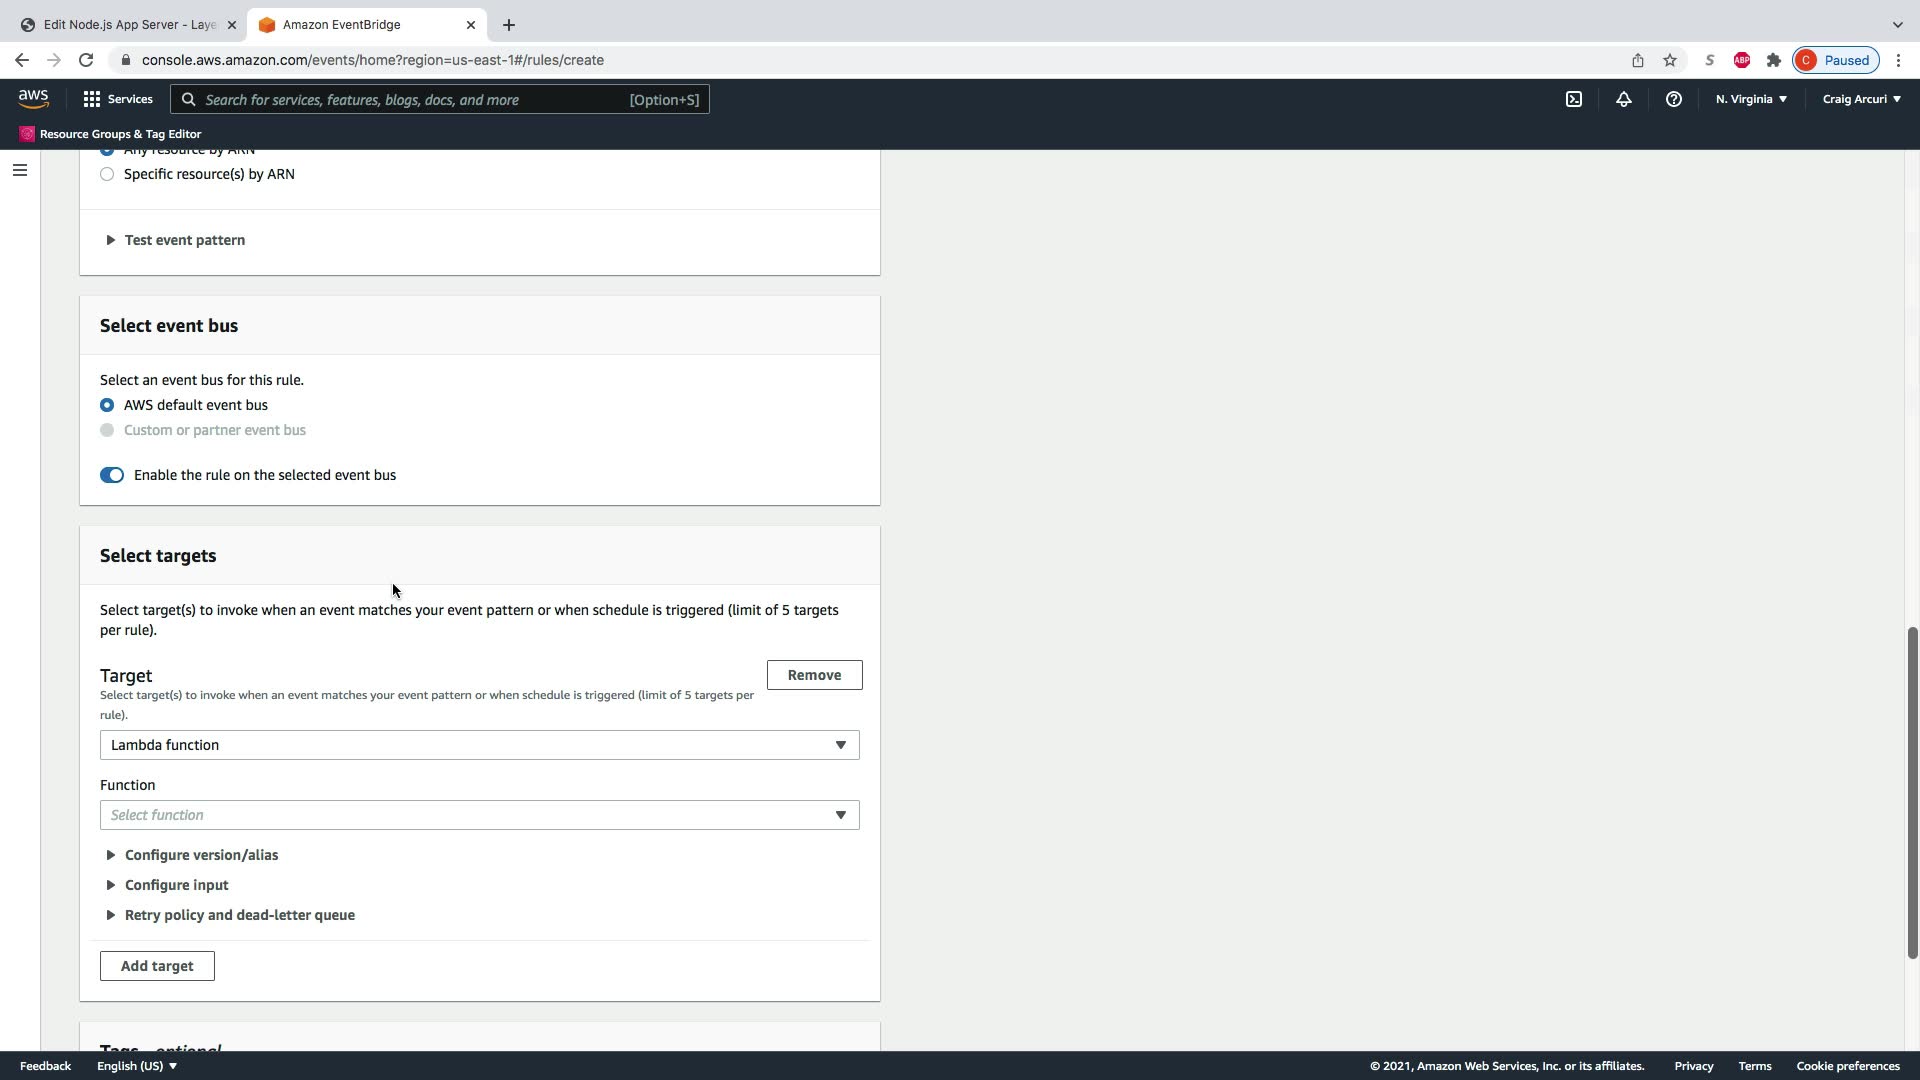 Edit Node.js App Server - Laye
Amazon EventBridge
console.aws.amazon.com/events/home?region=us-east-1#/rules/create
S
ABP
C Paused
aws
Services
Search for services, features, blogs, docs, and more [Option+S]
N. Virginia
Craig Arcuri
Resource Groups & Tag Editor
Any resource by ARN
Specific resource(s) by ARN
Test event pattern
Select event bus
Select an event bus for this rule.
AWS default event bus
Custom or partner event bus
Enable the rule on the selected event bus
Select targets
Select target(s) to invoke when an event matches your event pattern or when schedule is triggered (limit of 5 targets
per rule).
Target
Remove
Select target(s) to invoke when an event matches your event pattern or when schedule is triggered (limit of 5 targets per
rule).
Lambda function
Function
Select function
Configure version/alias
Configure input
Retry policy and dead-letter queue
Add target
Tags - optional
Feedback
English (US)
© 2021, Amazon Web Services, Inc. or its affiliates.
Privacy
Terms
Cookie preferences